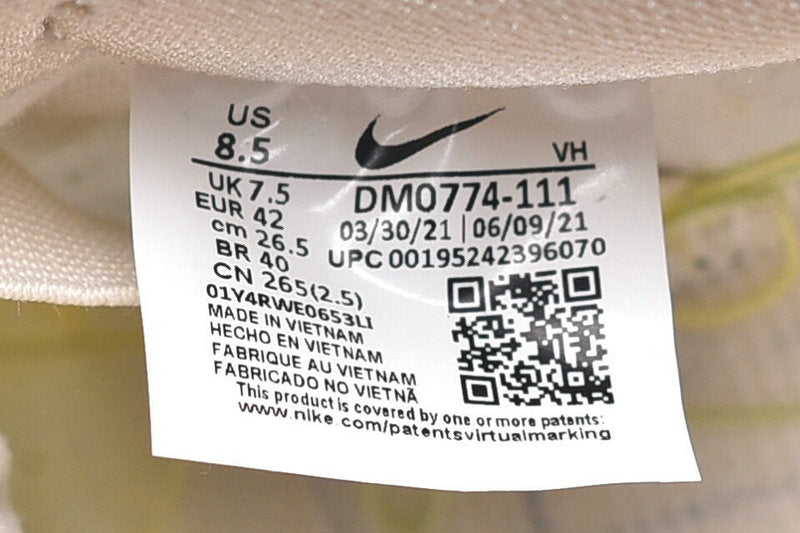 US
8.5
VH
UK 7.5
EUR 42
cm 26.5
BR 40
CN 265(2.5)
DM0774-111
03/30/21 | 06/09/21
UPC 00195242396070
01Y4RWE0653LI
MADE IN VIETNAM
HECHO EN VIETNAM
FABRIQUE AU VIETNAM
FABRICADO NO VIETNÃ
This product is covered by one or more patents:
www.nike.com/patentsvirtualmarking